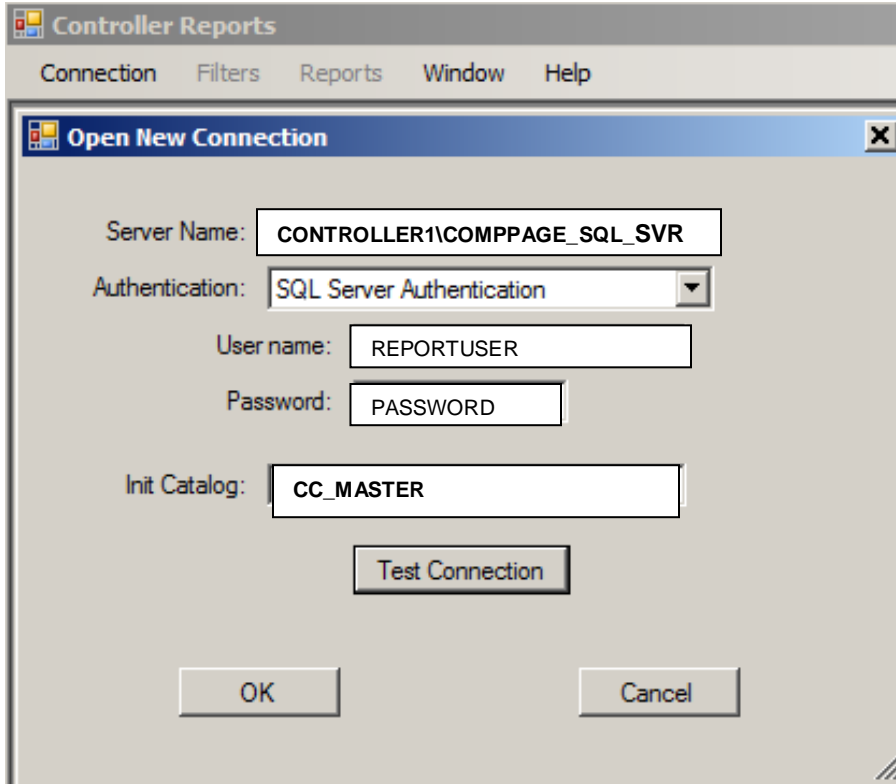 Controller Reports
Connection Filters Reports Window Help
Open New Connection
Server Name: CONTROLLER1\COMPPAGE_SQL_SVR
Authentication: SQL Server Authentication
User name: REPORTUSER
Password: PASSWORD
Init Catalog: CC_MASTER
Test Connection
OK Cancel